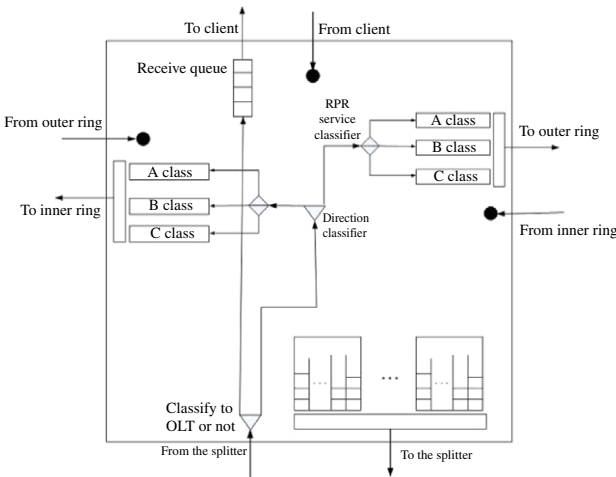 To client
From client
Receive queue
RPR
service
classifier
From outer ring
A class
B class
C class
To outer ring
A class
B class
C class
To inner ring
Direction
classifier
From inner ring
...
...
...
Classify to
OLT or not
From the splitter
To the splitter